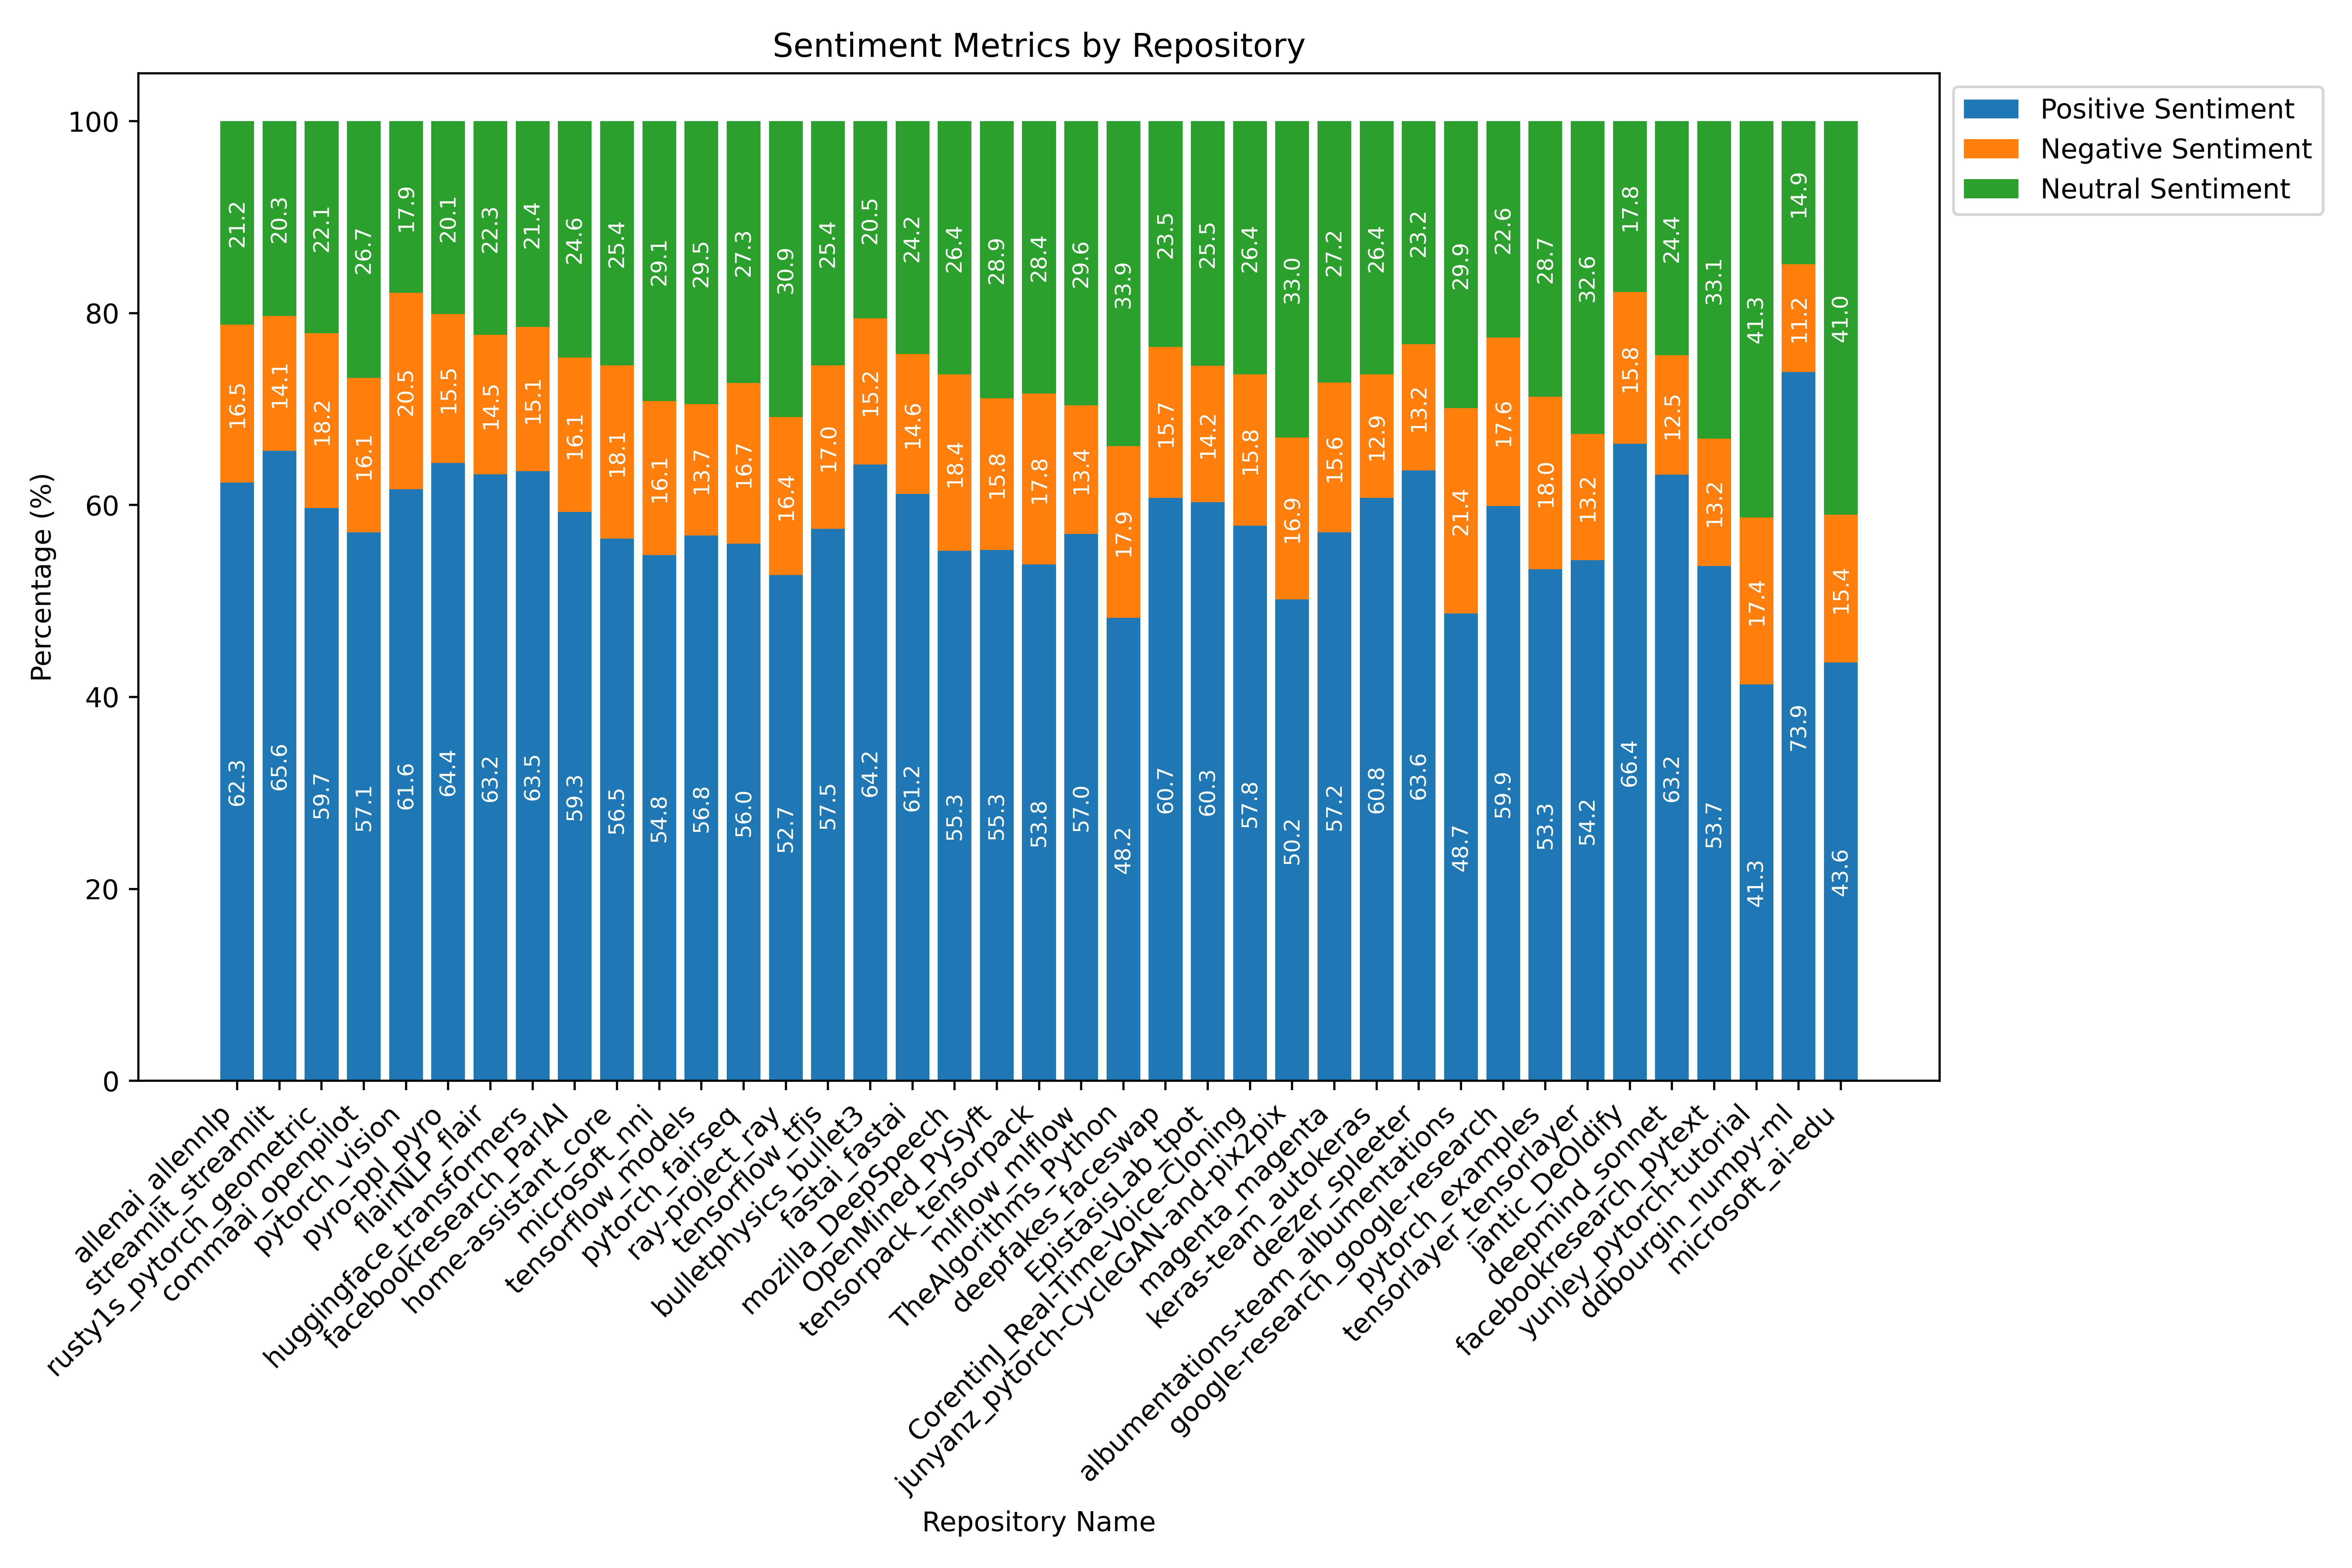 Sentiment Metrics by Repository
Positive Sentiment
Negative Sentiment
Neutral Sentiment
Percentage (%)
100
80
60
40
20
0
21.2 20.3 22.1 26.7 17.9 20.1 22.3 21.4 24.6 25.4 29.1 29.5 27.3 30.9 25.4 20.5 24.2 26.4 28.9 28.4 29.6 33.9 23.5 25.5 26.4 33.0 27.2 26.4 23.2 29.9 22.6 28.7 32.6 17.8 24.4 33.1 41.3 14.9 41.0
16.5 14.1 18.2 16.1 20.5 15.5 14.5 15.1 16.1 18.1 16.1 13.7 16.7 16.4 17.0 15.2 14.6 18.4 15.8 17.8 13.4 17.9 15.7 14.2 15.8 16.9 15.6 12.9 13.2 21.4 17.6 18.0 13.2 15.8 12.5 13.2 17.4 11.2 15.4
62.3 65.6 59.7 57.1 61.6 64.4 63.2 63.5 59.3 56.5 54.8 56.8 56.0 52.7 57.5 64.2 61.2 55.3 55.3 53.8 57.0 48.2 60.7 60.3 57.8 50.2 57.2 60.8 63.6 48.7 59.9 53.3 54.2 66.4 63.2 53.7 41.3 73.9 43.6
allenai_allennlp
streamlit_streamlit
rusty1s_pytorch_geometric
commaai_openpilot
pytorch_vision
pyro-ppl_pyro
flairNLP_flair
huggingface_transformers
facebookresearch_ParlAI
home-assistant_core
microsoft_nni
tensorflow_models
pytorch_fairseq
ray-project_ray
tensorflow_tfjs
bulletphysics_bullet3
fastai_fastai
mozilla_DeepSpeech
OpenMined_PySyft
tensorpack_tensorpack
mlflow_mlflow
TheAlgorithms_Python
deepfakes_faceswap
EpistasisLab_tpot
CorentinJ_Real-Time-Voice-Cloning
junyanz_pytorch-CycleGAN-and-pix2pix
magenta_magenta
keras-team_autokeras
deezer_spleeter
albumentations-team_albumentations
google-research_google-research
pytorch_examples
tensorlayer_tensorlayer
jantic_DeOldify
deepmind_sonnet
facebookresearch_pytext
yunjey_pytorch-tutorial
ddbourgin_numpy-ml
microsoft_ai-edu
Repository Name